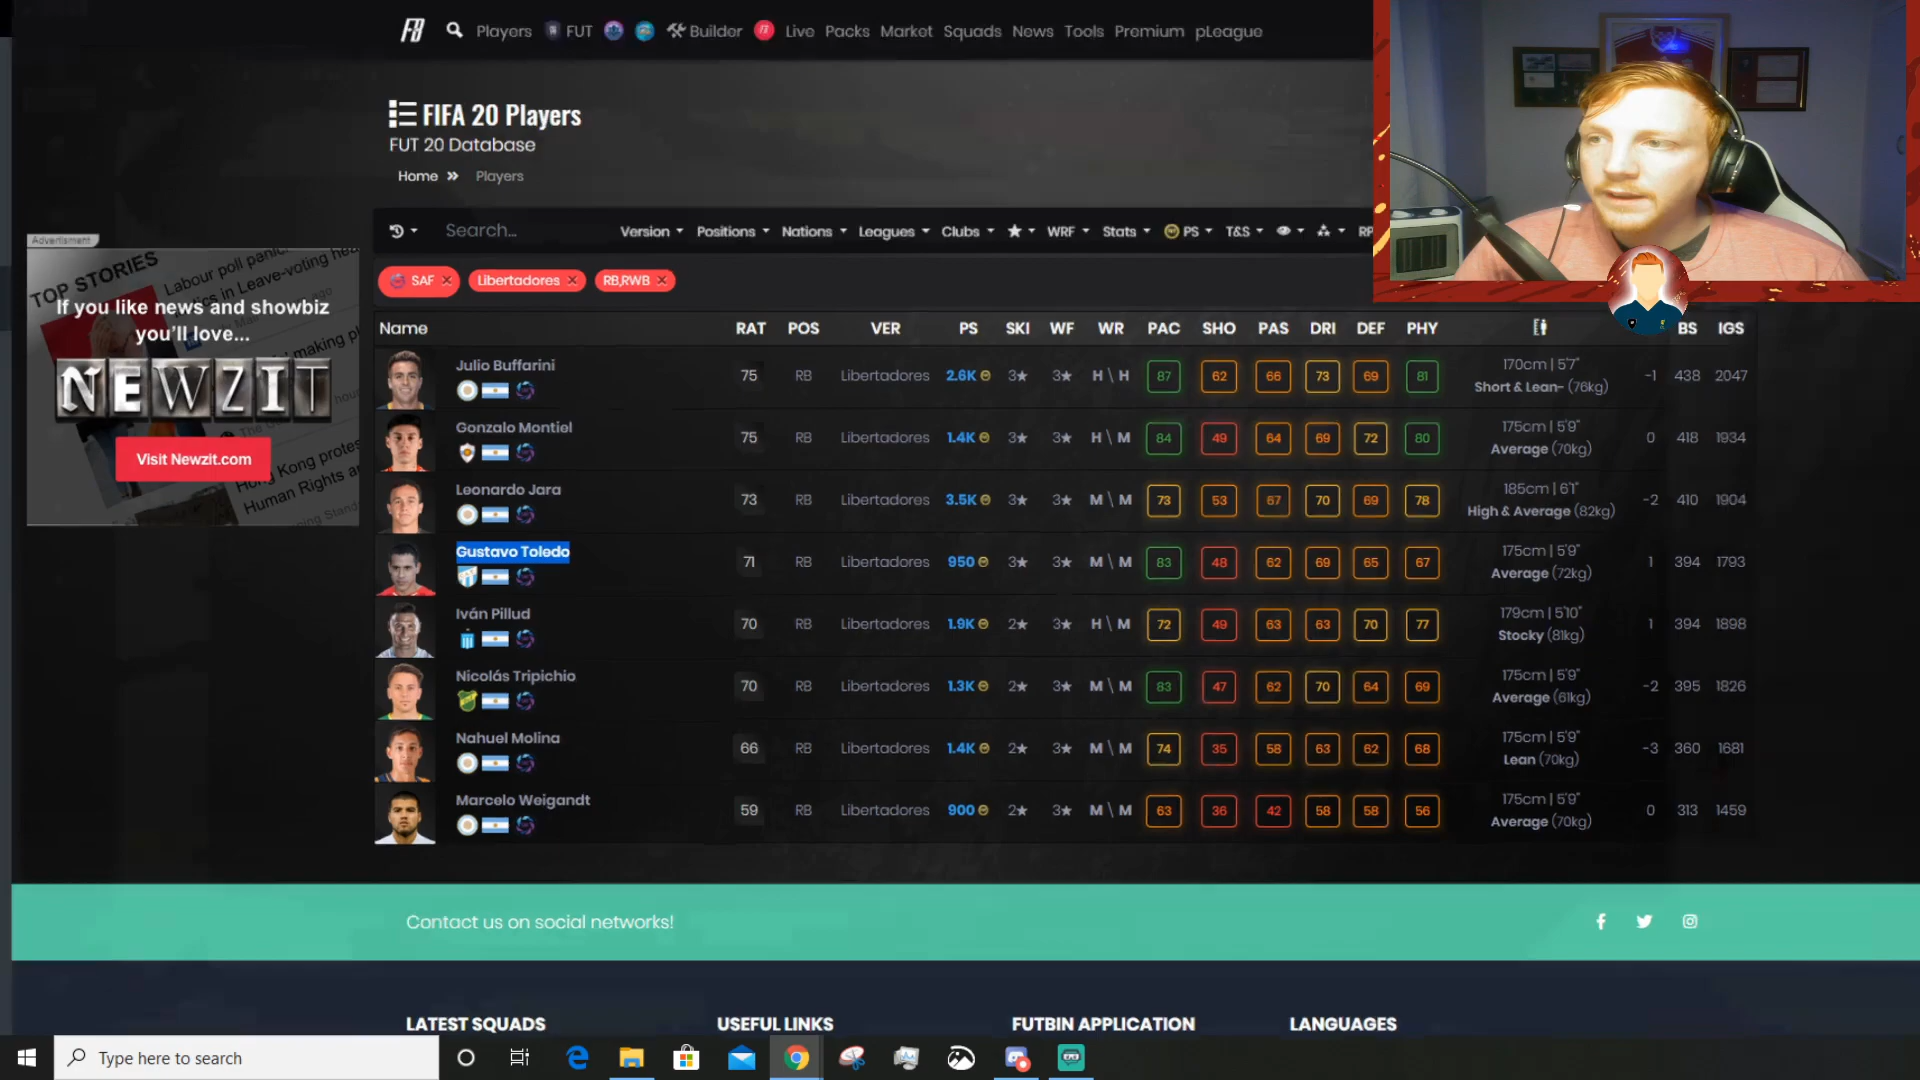 Players FUT Builder Live Packs Market Squads News Tools Premium pLeague
FIFA 20 Players
FUT 20 Database
Home » Players
Search... Version Positions Nations Leagues Clubs WRF Stats PS T&S
SAF × Libertadores × RB,RWB ×
Name RAT POS VER PS SKI WF WR PAC SHO PAS DRI DEF PHY BS IGS
Julio Buffarini 75 RB Libertadores 2.6K 3★ 3★ H \ H 87 62 66 73 69 81 170cm | 5'7" Short & Lean- (76kg) -1 438 2047
Gonzalo Montiel 75 RB Libertadores 1.4K 3★ 3★ H \ M 84 49 64 69 72 80 175cm | 5'9" Average (70kg) 0 418 1934
Leonardo Jara 73 RB Libertadores 3.5K 3★ 3★ M \ M 73 53 67 70 69 78 185cm | 6'1" High & Average (82kg) -2 410 1904
Gustavo Toledo 71 RB Libertadores 950 3★ 3★ M \ M 83 48 62 69 65 67 175cm | 5'9" Average (72kg) 1 394 1793
Iván Pillud 70 RB Libertadores 1.9K 2★ 3★ H \ M 72 49 63 63 70 77 179cm | 5'10" Stocky (81kg) 1 394 1898
Nicolás Tripichio 70 RB Libertadores 1.3K 2★ 3★ M \ M 83 47 62 70 64 69 175cm | 5'9" Average (61kg) -2 395 1826
Nahuel Molina 66 RB Libertadores 1.4K 2★ 3★ M \ M 74 35 58 63 62 68 175cm | 5'9" Lean (70kg) -3 360 1681
Marcelo Weigandt 59 RB Libertadores 900 2★ 3★ M \ M 63 36 42 58 58 56 175cm | 5'9" Average (70kg) 0 313 1459
Advertisment
TOP STORIES
Labour poll
in Leave-voting
If you like news and showbiz
you'll love...
NEWZIT
Visit Newzit.com
Hong Kong protes
Human Rights
Contact us on social networks!
LATEST SQUADS USEFUL LINKS FUTBIN APPLICATION LANGUAGES
Type here to search